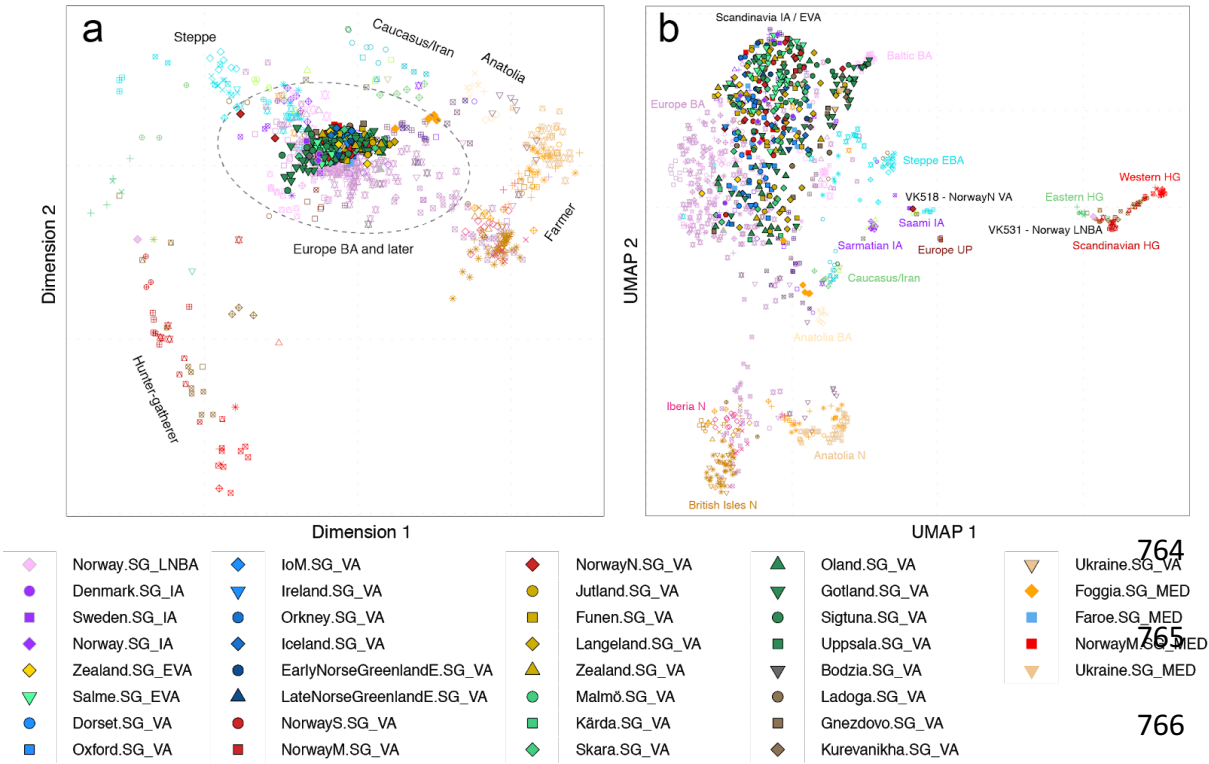 a
Steppe
Caucasus/Iran
Anatolia
Farmer
Europe BA and later
Hunter-gatherer
Dimension 2
Dimension 1
b
Scandinavia IA / EVA
Baltic BA
Europe BA
Steppe EBA
Western HG
VK518 - NorwayN VA
Eastern HG
Saami IA
VK531 - Norway LNBA
Sarmatian IA
Europe UP
Scandinavian HG
Caucasus/Iran
Anatolia BA
Iberia N
Anatolia N
British Isles N
UMAP 2
UMAP 1
764
765
766
Norway.SG_LNBA
Denmark.SG_IA
Sweden.SG_IA
Norway.SG_IA
Zealand.SG_EVA
Salme.SG_EVA
Dorset.SG_VA
Oxford.SG_VA
IoM.SG_VA
Ireland.SG_VA
Orkney.SG_VA
Iceland.SG_VA
EarlyNorseGreenlandE.SG_VA
LateNorseGreenlandE.SG_VA
NorwayS.SG_VA
NorwayM.SG_VA
NorwayN.SG_VA
Jutland.SG_VA
Funen.SG_VA
Langeland.SG_VA
Zealand.SG_VA
Malmö.SG_VA
Kärda.SG_VA
Skara.SG_VA
Oland.SG_VA
Gotland.SG_VA
Sigtuna.SG_VA
Uppsala.SG_VA
Bodzia.SG_VA
Ladoga.SG_VA
Gnezdovo.SG_VA
Kurevanikha.SG_VA
Ukraine.SG_VA
Foggia.SG_MED
Faroe.SG_MED
NorwayM.SG_MED
Ukraine.SG_MED